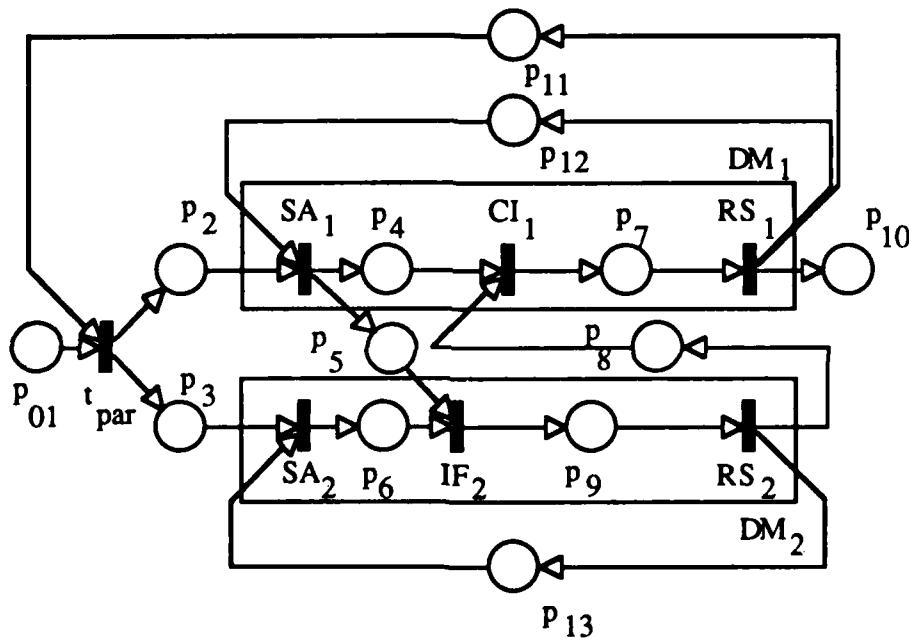 p11
p12
DM1
p2
SA1
p4
CI1
p7
RS1
p10
p5
p8
p01
tpar
p3
SA2
p6
IF2
p9
RS2
DM2
p13